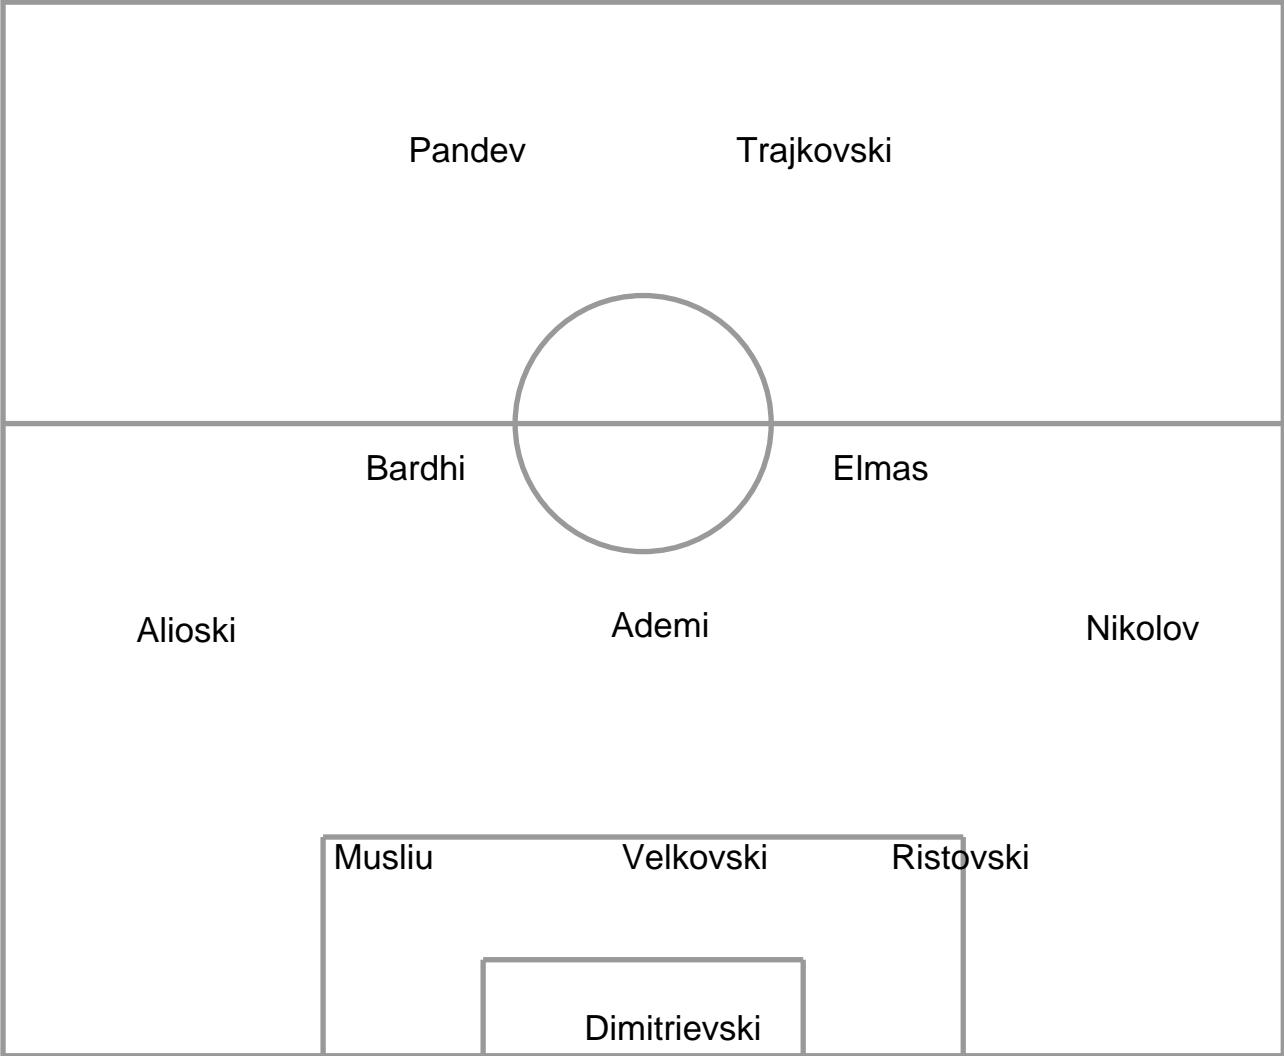 Pandev Trajkovski
Bardhi Elmas
Alioski Ademi Nikolov
Musliu Velkovski Ristovski
Dimitrievski